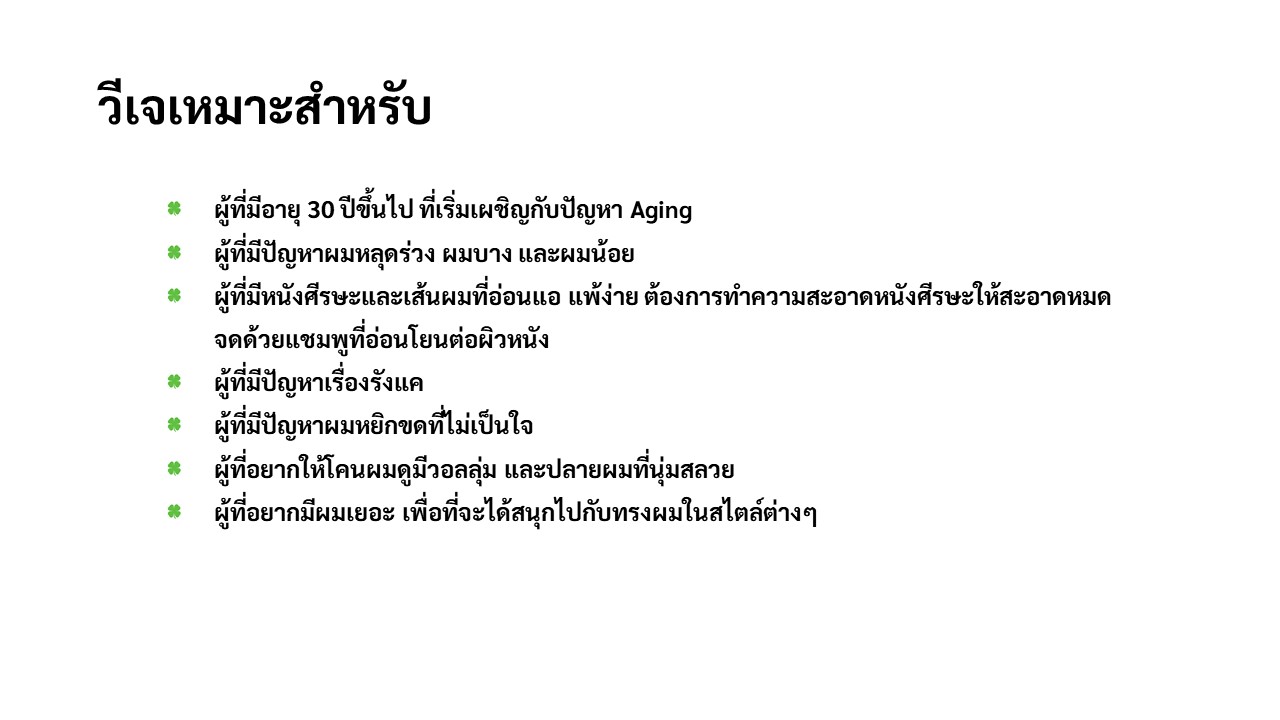 วีเจเหมาะสำหรับ
ผู้ที่มีอายุ 30 ปีขึ้นไป ที่เริ่มเผชิญกับปัญหา Aging
ผู้ที่มีปัญหาผมหลุดร่วง ผมบาง และผมน้อย
ผู้ที่มีหนังศีรษะและเส้นผมที่อ่อนแอ แพ้ง่าย ต้องการทำความสะอาดหนังศีรษะให้สะอาดหมด
จดด้วยแชมพูที่อ่อนโยนต่อผิวหนัง
ผู้ที่มีปัญหาเรื่องรังแค
ผู้ที่มีปัญหาผมหยิกขดที่ไม่เป็นใจ
ผู้ที่อยากให้โคนผมดูมีวอลลุ่ม และปลายผมที่นุ่มสลวย
ผู้ที่อยากมีผมเยอะ เพื่อที่จะได้สนุกไปกับทรงผมในสไตล์ต่างๆ